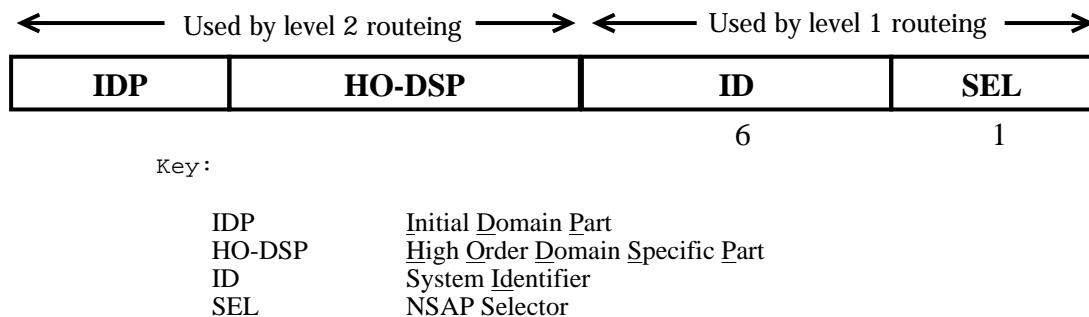 Used by level 2 routeing Used by level 1 routeing
IDP HO-DSP ID SEL
6 1
Key:
IDP Initial Domain Part
HO-DSP High Order Domain Specific Part
ID System Identifier
SEL NSAP Selector